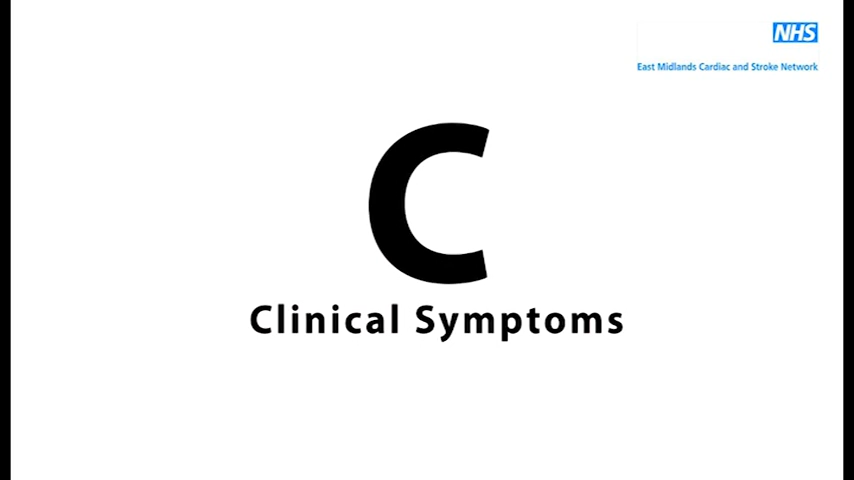 NHS
East Midlands Cardiac and Stroke Network
C
Clinical Symptoms